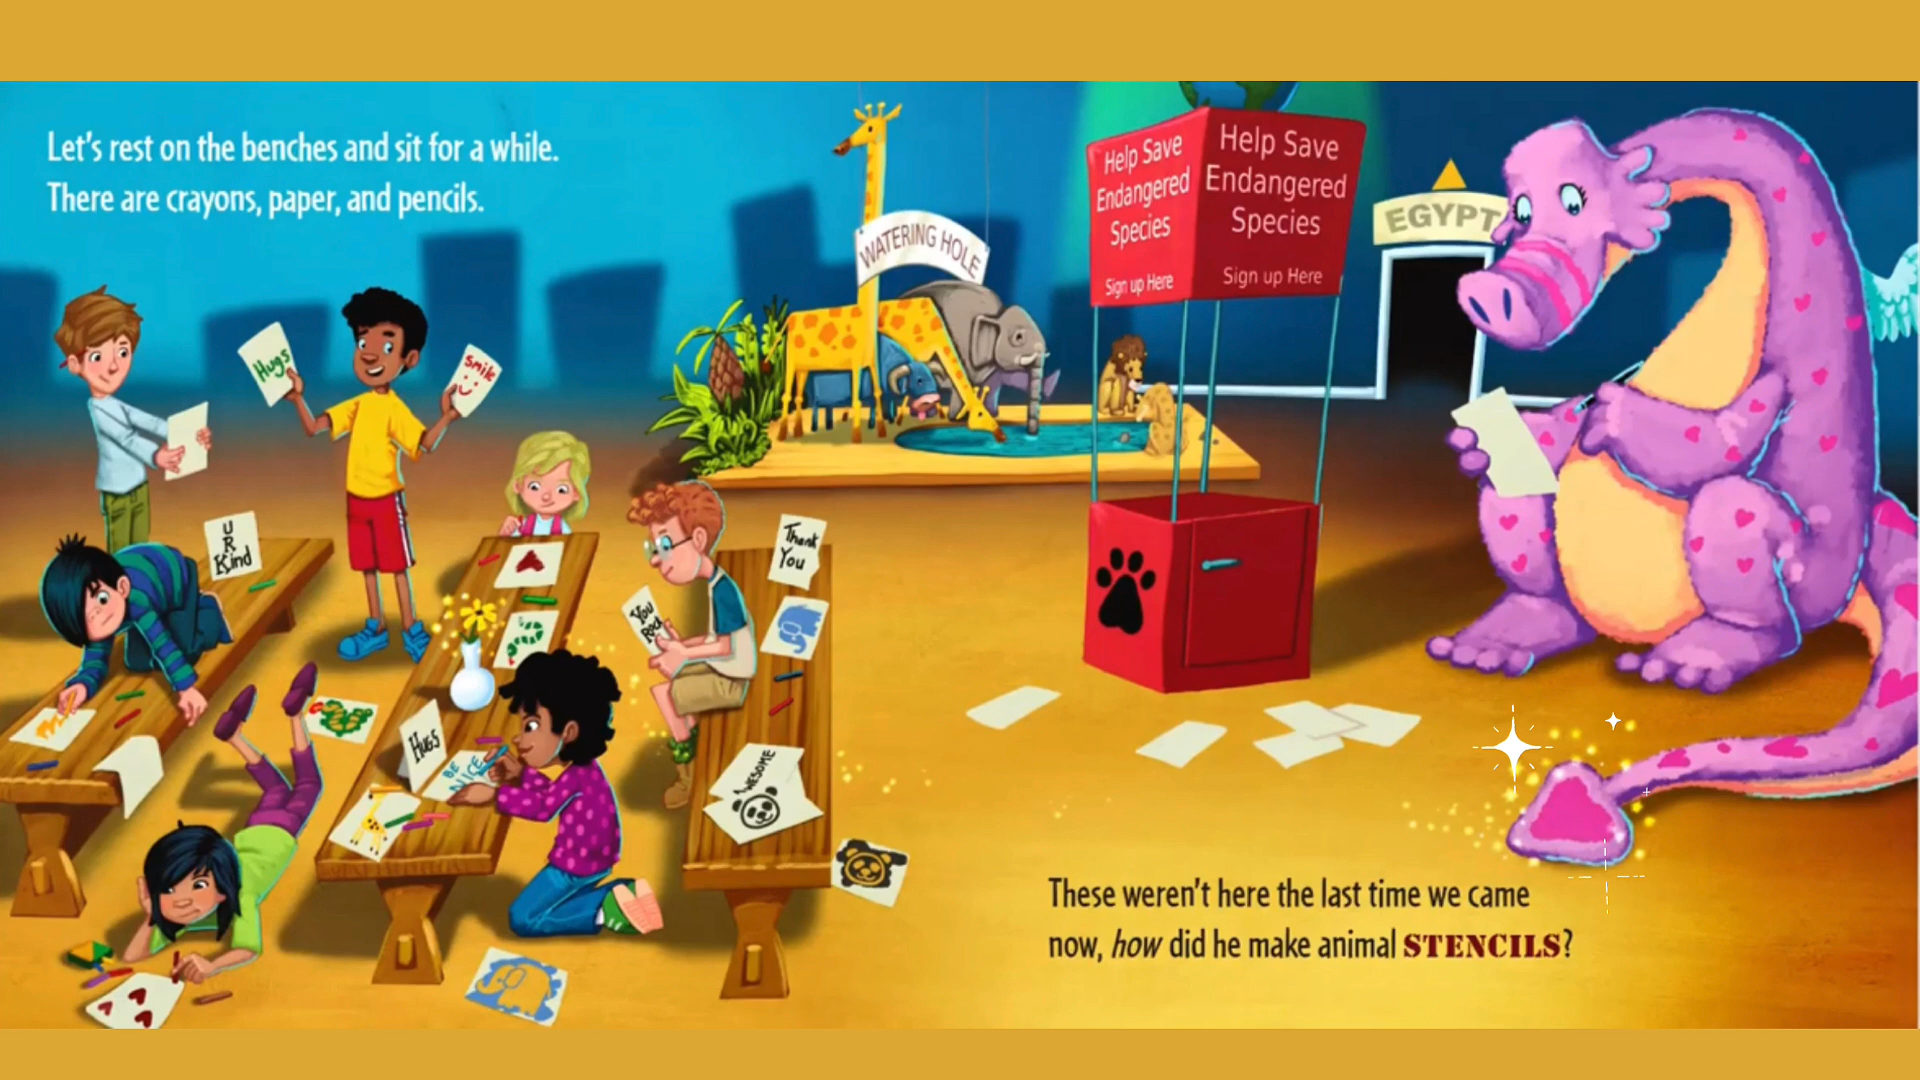 Let's rest on the benches and sit for a while.
There are crayons, paper, and pencils.
WATERING HOLE
Help Save
Endangered
Species
Sign up Here
Help Save
Endangered
Species
Sign up Here
EGYPT
Hugs
Smile
U
R
Kind
Thank
You
You
Rock
HUGS
BE
NICE
AWESOME
These weren't here the last time we came
now, how did he make animal STENCILS?